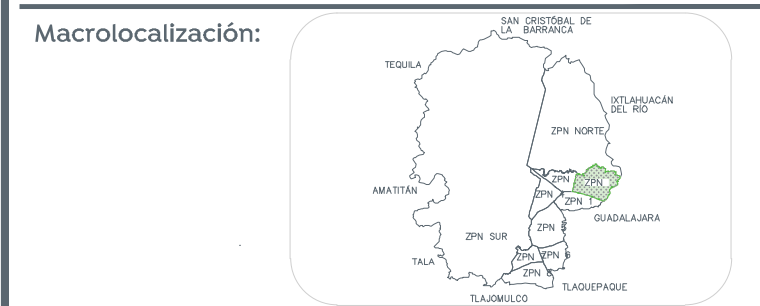 Macrolocalización:
SAN CRISTÓBAL DE
LA BARRANCA
TEQUILA
IXTLAHUACÁN
DEL RÍO
ZPN NORTE
ZPN
ZPN
AMATITÁN
ZPN
ZPN 1
GUADALAJARA
ZPN
ZPN SUR
ZPN
ZPN 6
TALA
ZPN
TLAQUEPAQUE
TLAJOMULCO